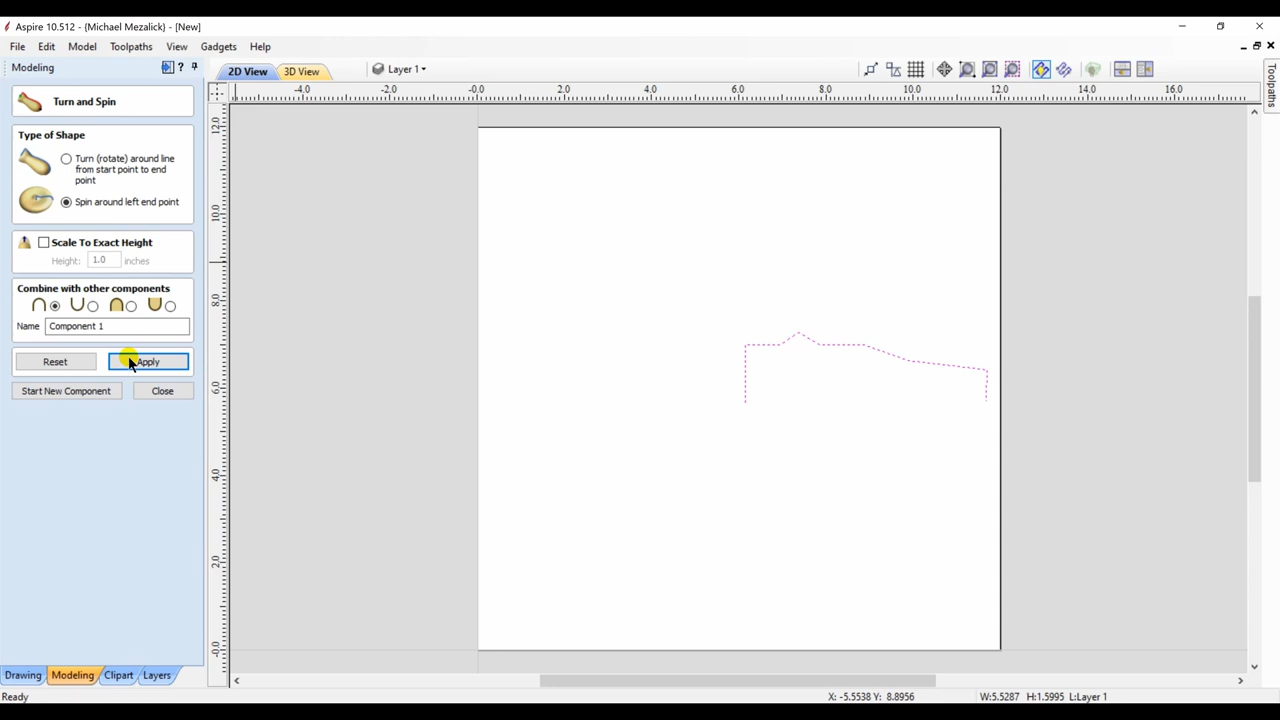 Aspire 10.512 - {Michael Mezalick} - [New]
File Edit Model Toolpaths View Gadgets Help
Modeling
2D View 3D View Layer 1
Toolpaths
-4.0 -2.0 -0.0 2.0 4.0 6.0 8.0 10.0 12.0 14.0 16.0
Turn and Spin
Type of Shape
Turn (rotate) around line
from start point to end
point
Spin around left end point
Scale To Exact Height
Height: 1.0 inches
Combine with other components
Name Component 1
Reset Apply
Start New Component Close
12.0
10.0
8.0
6.0
4.0
2.0
-0.0
Drawing Modeling Clipart Layers
Ready X: -5.5538 Y: 8.8956 W:5.5287 H:1.5995 L:Layer 1